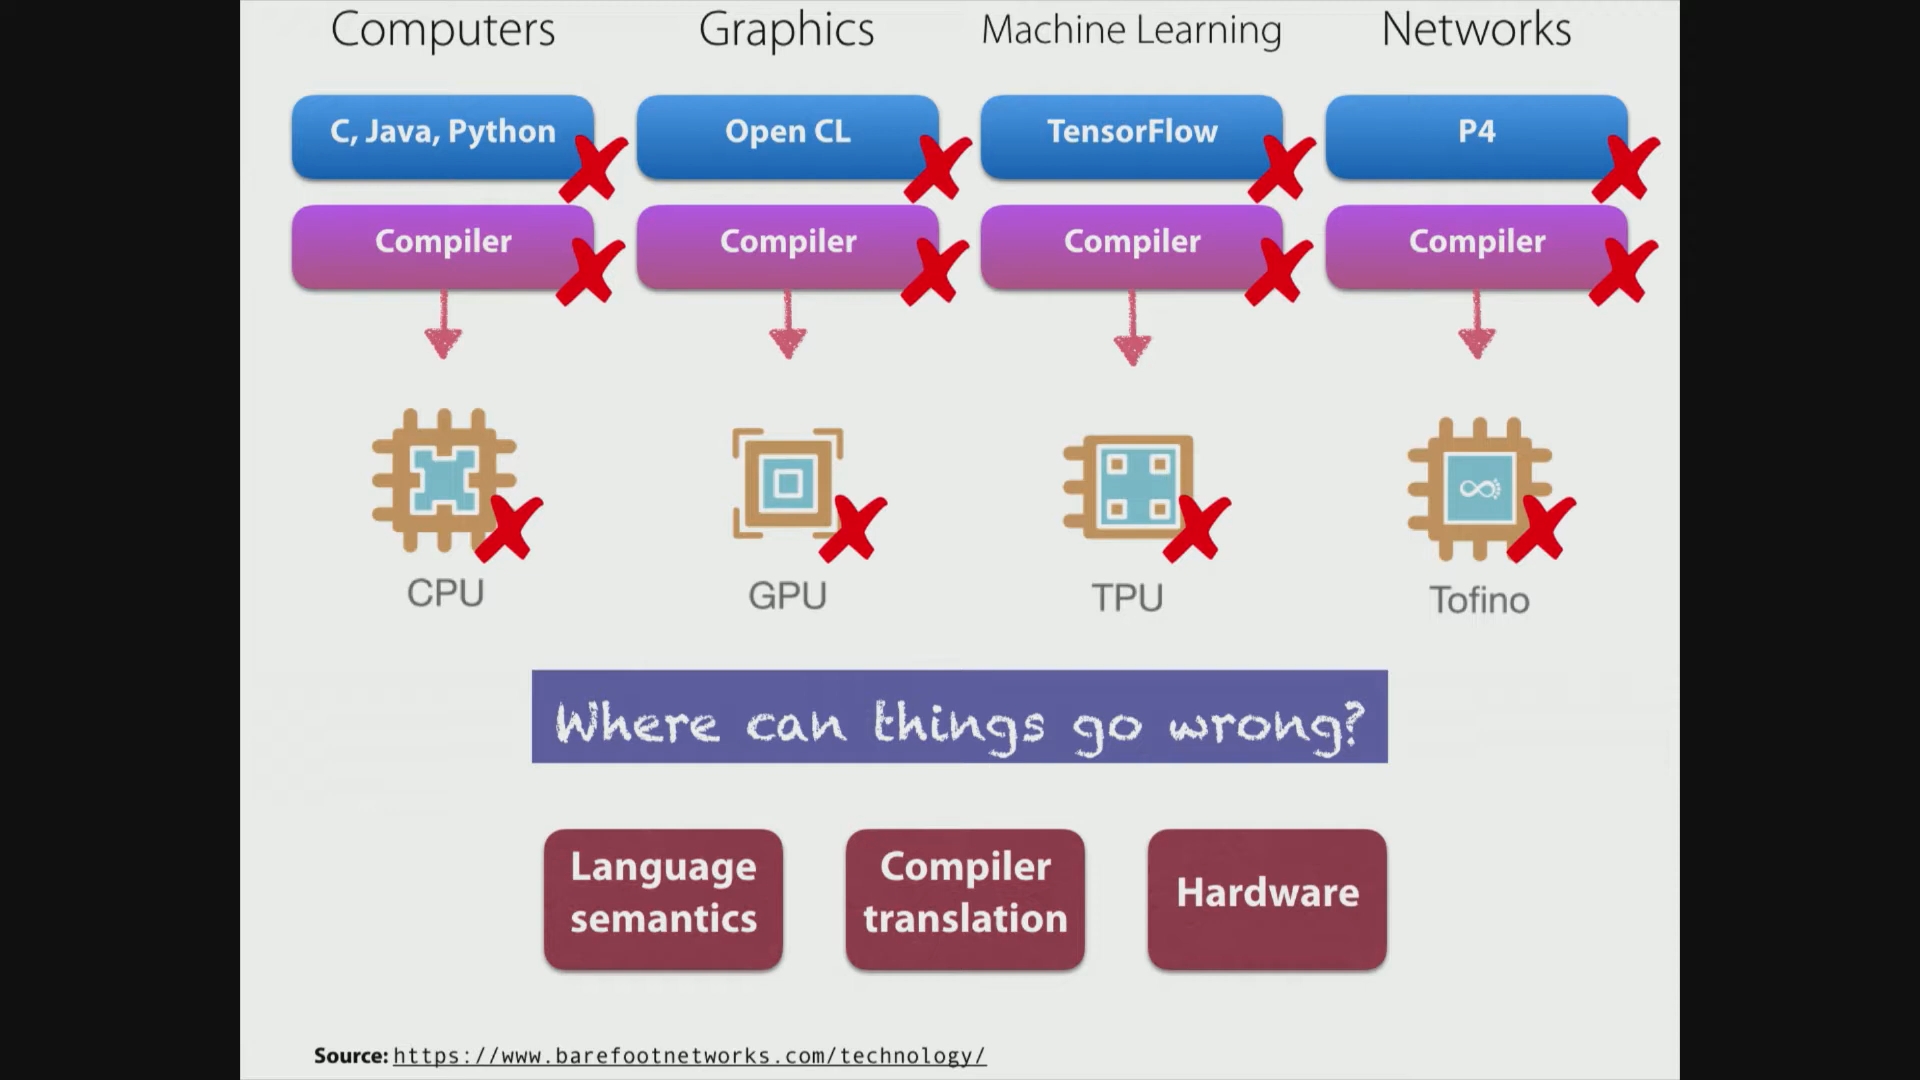 Computers
Graphics
Machine Learning
Networks
C, Java, Python
Open CL
TensorFlow
P4
Compiler
Compiler
Compiler
Compiler
CPU
GPU
TPU
Tofino
Where can things go wrong?
Language
semantics
Compiler
translation
Hardware
Source: https://www.barefootnetworks.com/technology/